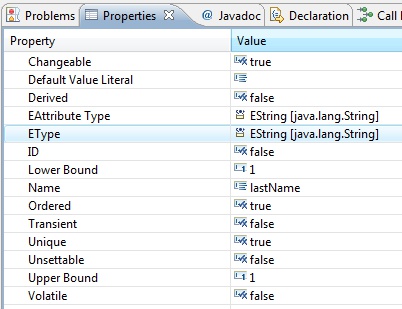 Problems Properties Javadoc Declaration Call
Property Value
Changeable true
Default Value Literal
Derived false
EAttribute Type EString [java.lang.String]
EType EString [java.lang.String]
ID false
Lower Bound 1
Name lastName
Ordered true
Transient false
Unique true
Unsettable false
Upper Bound 1
Volatile false